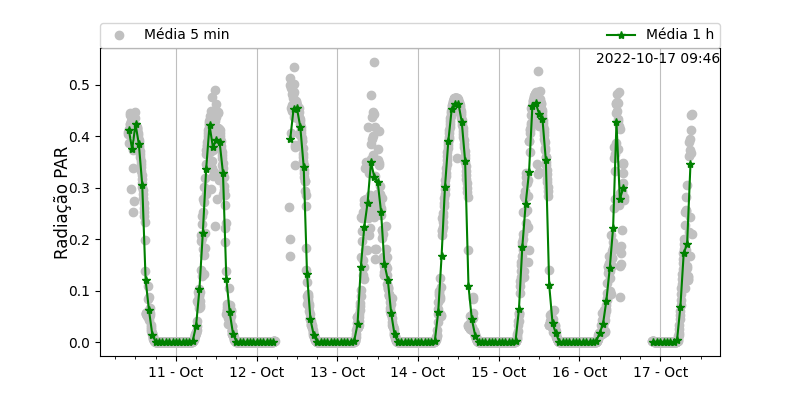 Média 5 min
Média 1 h
2022-10-17 09:46
Radiação PAR
0.5
0.4
0.3
0.2
0.1
0.0
11 - Oct
12 - Oct
13 - Oct
14 - Oct
15 - Oct
16 - Oct
17 - Oct